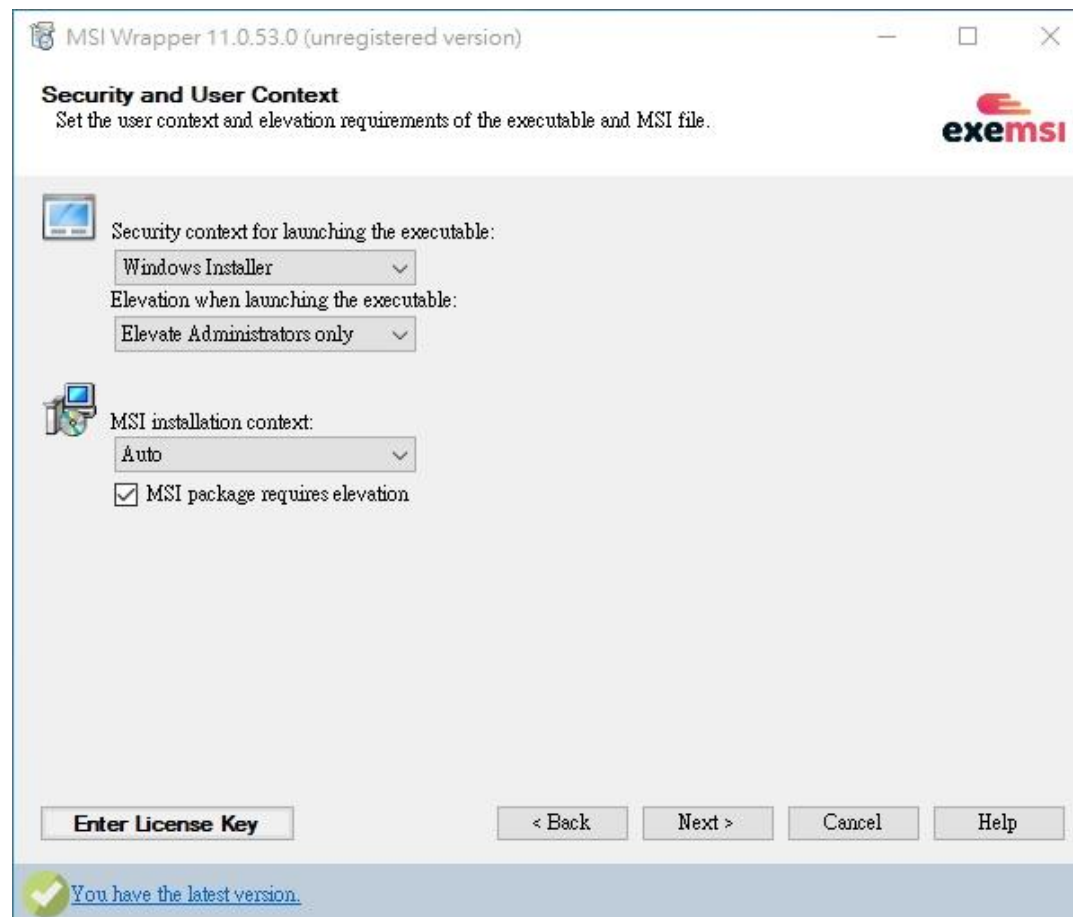 MSI Wrapper 11.0.53.0 (unregistered version)
Security and User Context
Set the user context and elevation requirements of the executable and MSI file.
exemsi
Security context for launching the executable:
Windows Installer
Elevation when launching the executable:
Elevate Administrators only
MSI installation context:
Auto
MSI package requires elevation
Enter License Key
< Back
Next >
Cancel
Help
You have the latest version.